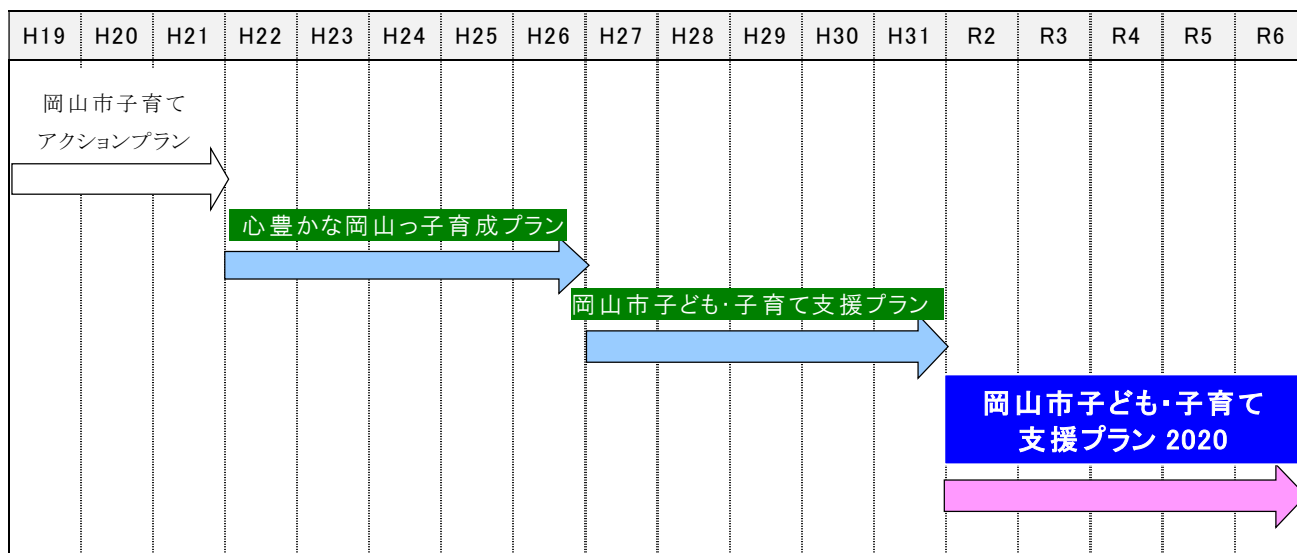 H19 H20 H21 H22 H23 H24 H25 H26 H27 H28 H29 H30 H31 R2 R3 R4 R5 R6
岡山市子育て
アクションプラン
心豊かな岡山っ子育成プラン
岡山市子ども・子育て支援プラン
岡山市子ども・子育て
支援プラン 2020